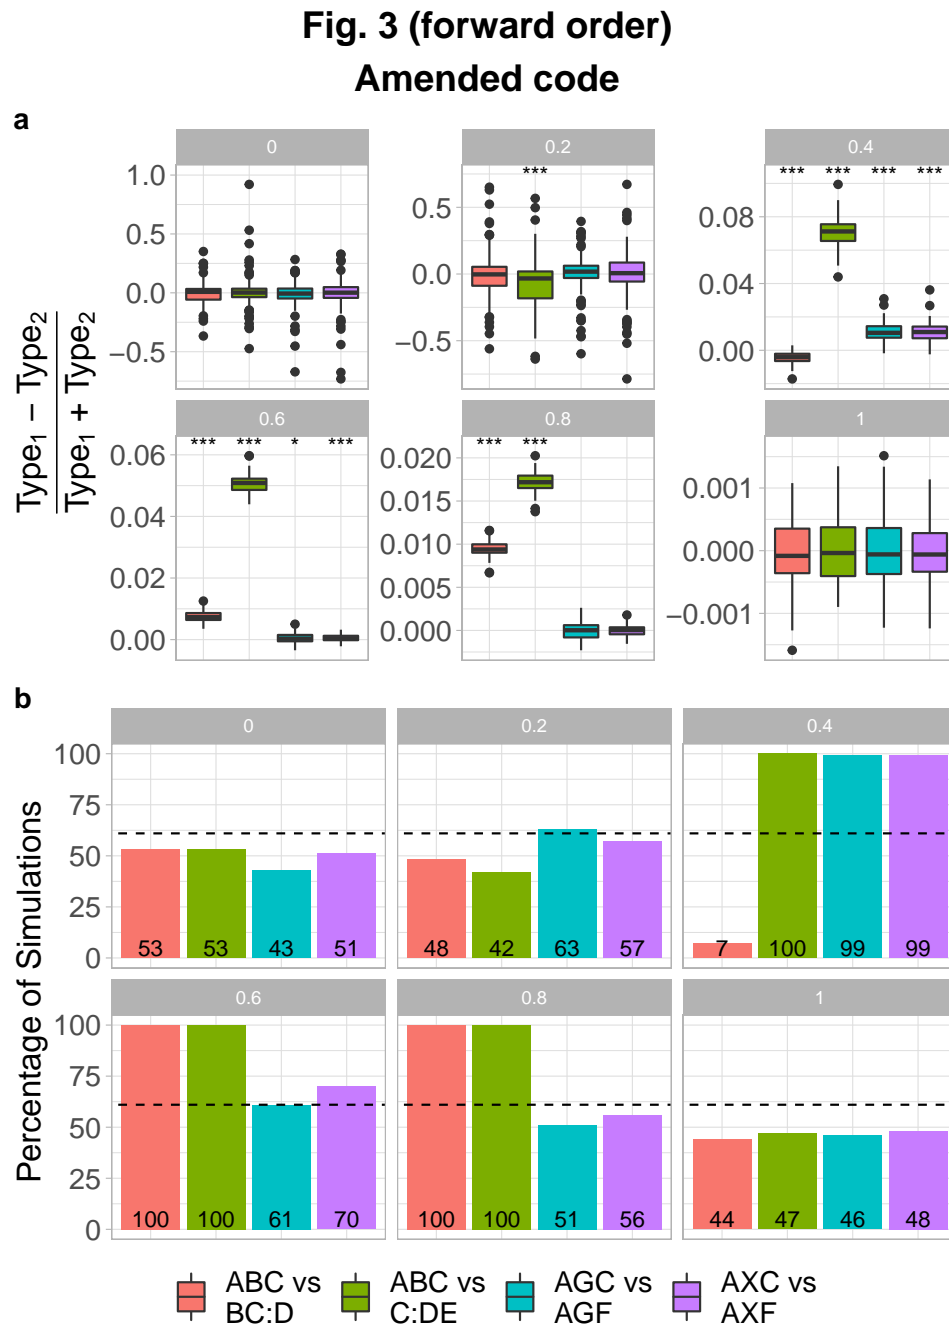 Fig. 3 (forward order)
Amended code
a
Type1 − Type2
Type1 + Type2
0
0.2
0.4
1.0
0.5
0.0
−0.5
***
0.5
0.0
−0.5
*** *** *** ***
0.08
0.04
0.00
0.6
0.8
1
*** *** * ***
0.06
0.04
0.02
0.00
*** ***
0.020
0.015
0.010
0.005
0.000
0.001
0.000
−0.001
b
Percentage of Simulations
0
0.2
0.4
100
75
50
25
0
53 53 43 51
48 42 63 57
7 100 99 99
0.6
0.8
1
100
75
50
25
0
100 100 61 70
100 100 51 56
44 47 46 48
ABC vs
BC:D
ABC vs
C:DE
AGC vs
AGF
AXC vs
AXF